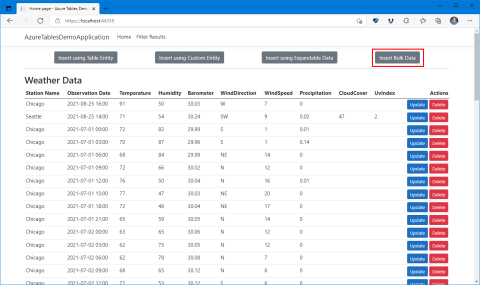 Home page - Azure Tables Demo
https://localhost:44358
AzureTablesDemoApplication Home Filter Results
Insert using Table Entity Insert using Custom Entity Insert using Expandable Data Insert Bulk Data
Weather Data
Station Name Observation Date Temperature Humidity Barometer WindDirection WindSpeed Precipitation CloudCover UvIndex Actions
Chicago 2021-08-25 16:00 91 50 30.03 W 7 0 Update Delete
Seattle 2021-08-25 14:00 71 54 30.24 SW 9 0.02 47 2 Update Delete
Chicago 2021-07-01 00:00 72 82 29.99 S 1 0.01 Update Delete
Chicago 2021-07-01 03:00 70 87 29.96 S 1 0.14 Update Delete
Chicago 2021-07-01 06:00 68 84 29.99 NE 14 0 Update Delete
Chicago 2021-07-01 09:00 72 66 30.02 N 12 0 Update Delete
Chicago 2021-07-01 12:00 76 50 30.04 N 16 0.01 Update Delete
Chicago 2021-07-01 15:00 77 47 30.03 NE 20 0 Update Delete
Chicago 2021-07-01 18:00 72 48 30.04 NE 17 0 Update Delete
Chicago 2021-07-01 21:00 65 59 30.05 N 14 0 Update Delete
Chicago 2021-07-02 00:00 63 65 30.06 N 12 0 Update Delete
Chicago 2021-07-02 03:00 62 75 30.05 N 12 0 Update Delete
Chicago 2021-07-02 06:00 62 78 30.08 N 7 0 Update Delete
Chicago 2021-07-02 09:00 68 65 30.12 N 6 0 Update Delete
Chicago 2021-07-02 12:00 71 53 30.12 S 6 0 Update Delete